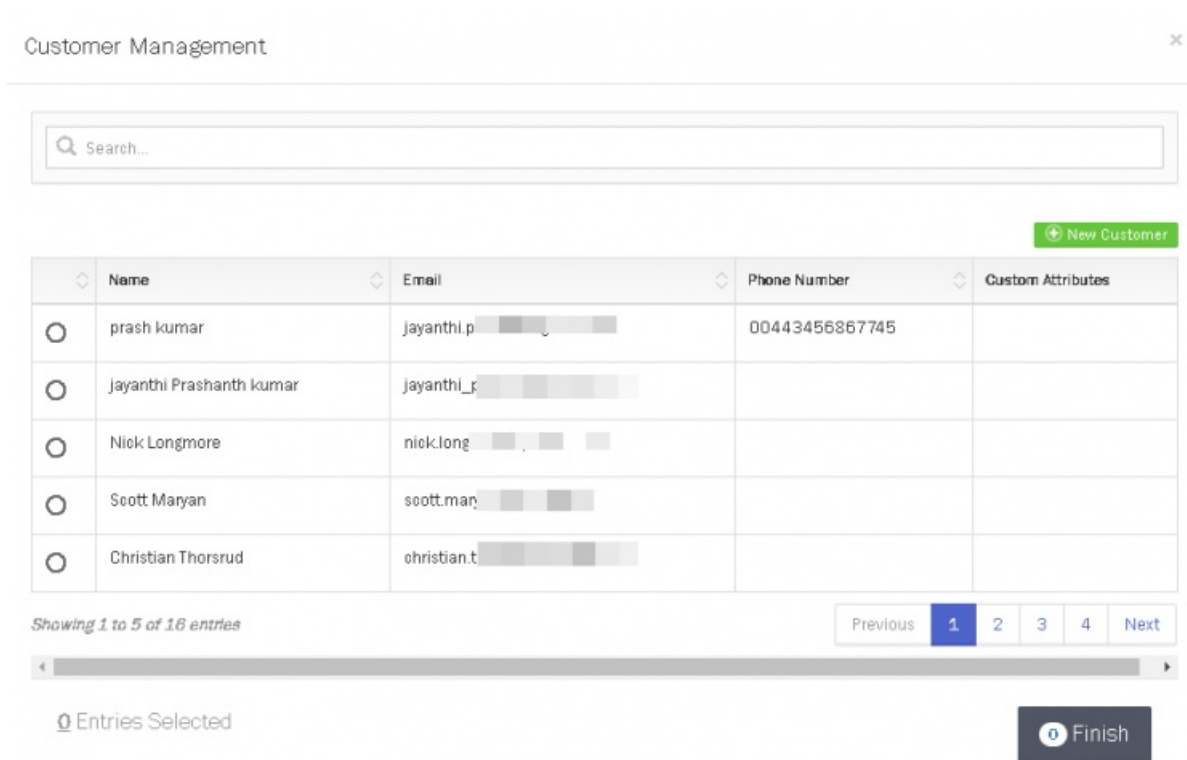 Customer Management ×
Search...
New Customer
Name Email Phone Number Custom Attributes
prash kumar jayanthi.p 00443456867745
jayanthi Prashanth kumar jayanthi_p
Nick Longmore nick.long
Scott Maryan scott.mary
Christian Thorsrud christian.t
Showing 1 to 5 of 16 entries Previous 1 2 3 4 Next
0 Entries Selected
0 Finish